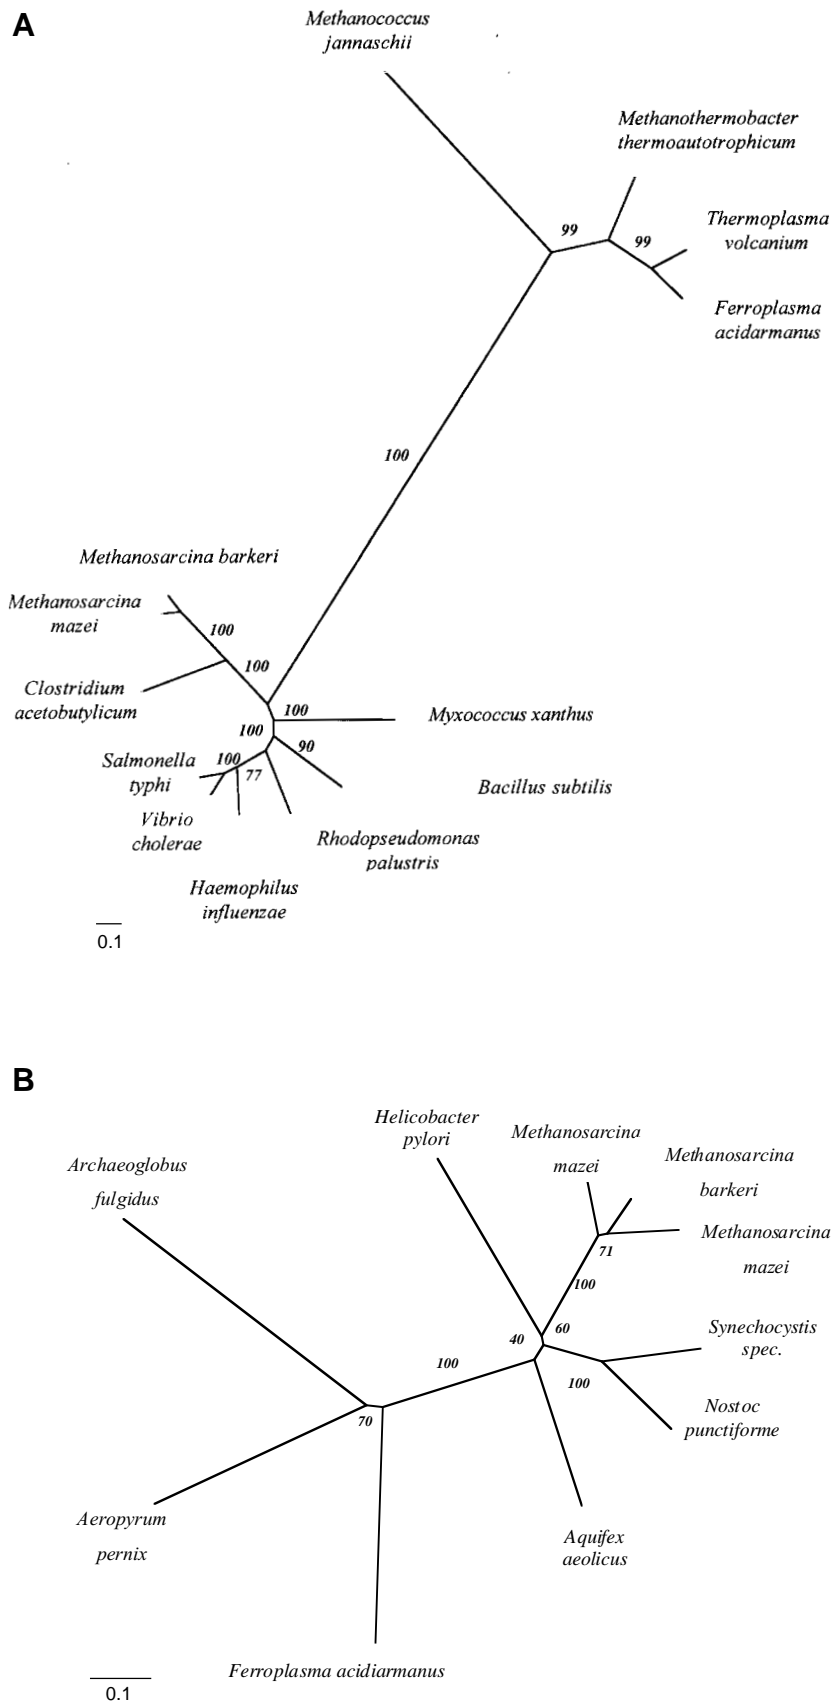 A
Methanococcus
jannaschii
Methanothermobacter
thermoautotrophicum
Thermoplasma
volcanium
99
99
Ferroplasma
acidarmanus
100
Methanosarcina barkeri
Methanosarcina
mazei
100
100
Clostridium
acetobutylicum
100
Myxococcus xanthus
100
90
Salmonella
typhi
100
77
Bacillus subtilis
Vibrio
cholerae
Rhodopseudomonas
palustris
Haemophilus
influenzae
0.1
B
Helicobacter
pylori
Methanosarcina
mazei
Methanosarcina
barkeri
Archaeoglobus
fulgidus
Methanosarcina
mazei
71
100
60
40
Synechocystis
spec.
100
100
Nostoc
punctiforme
70
Aeropyrum
pernix
Aquifex
aeolicus
Ferroplasma acidiarmanus
0.1